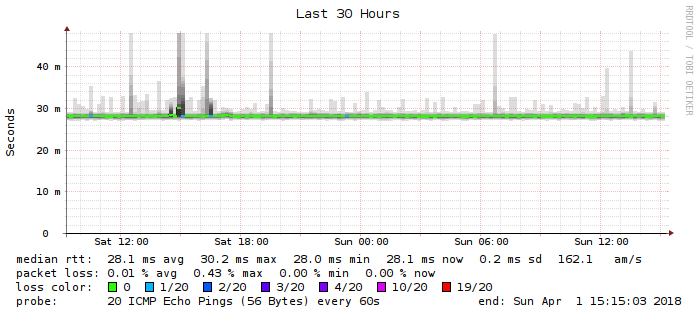 Last 30 Hours
RRDTOOL / TOBI OETIKER
Seconds
40 m
30 m
20 m
10 m
0
Sat 12:00 Sat 18:00 Sun 00:00 Sun 06:00 Sun 12:00
median rtt: 28.1 ms avg 30.2 ms max 28.0 ms min 28.1 ms now 0.2 ms sd 162.1 am/s
packet loss: 0.01 % avg 0.43 % max 0.00 % min 0.00 % now
loss color: 0 1/20 2/20 3/20 4/20 10/20 19/20
probe: 20 ICMP Echo Pings (56 Bytes) every 60s end: Sun Apr 1 15:15:03 2018